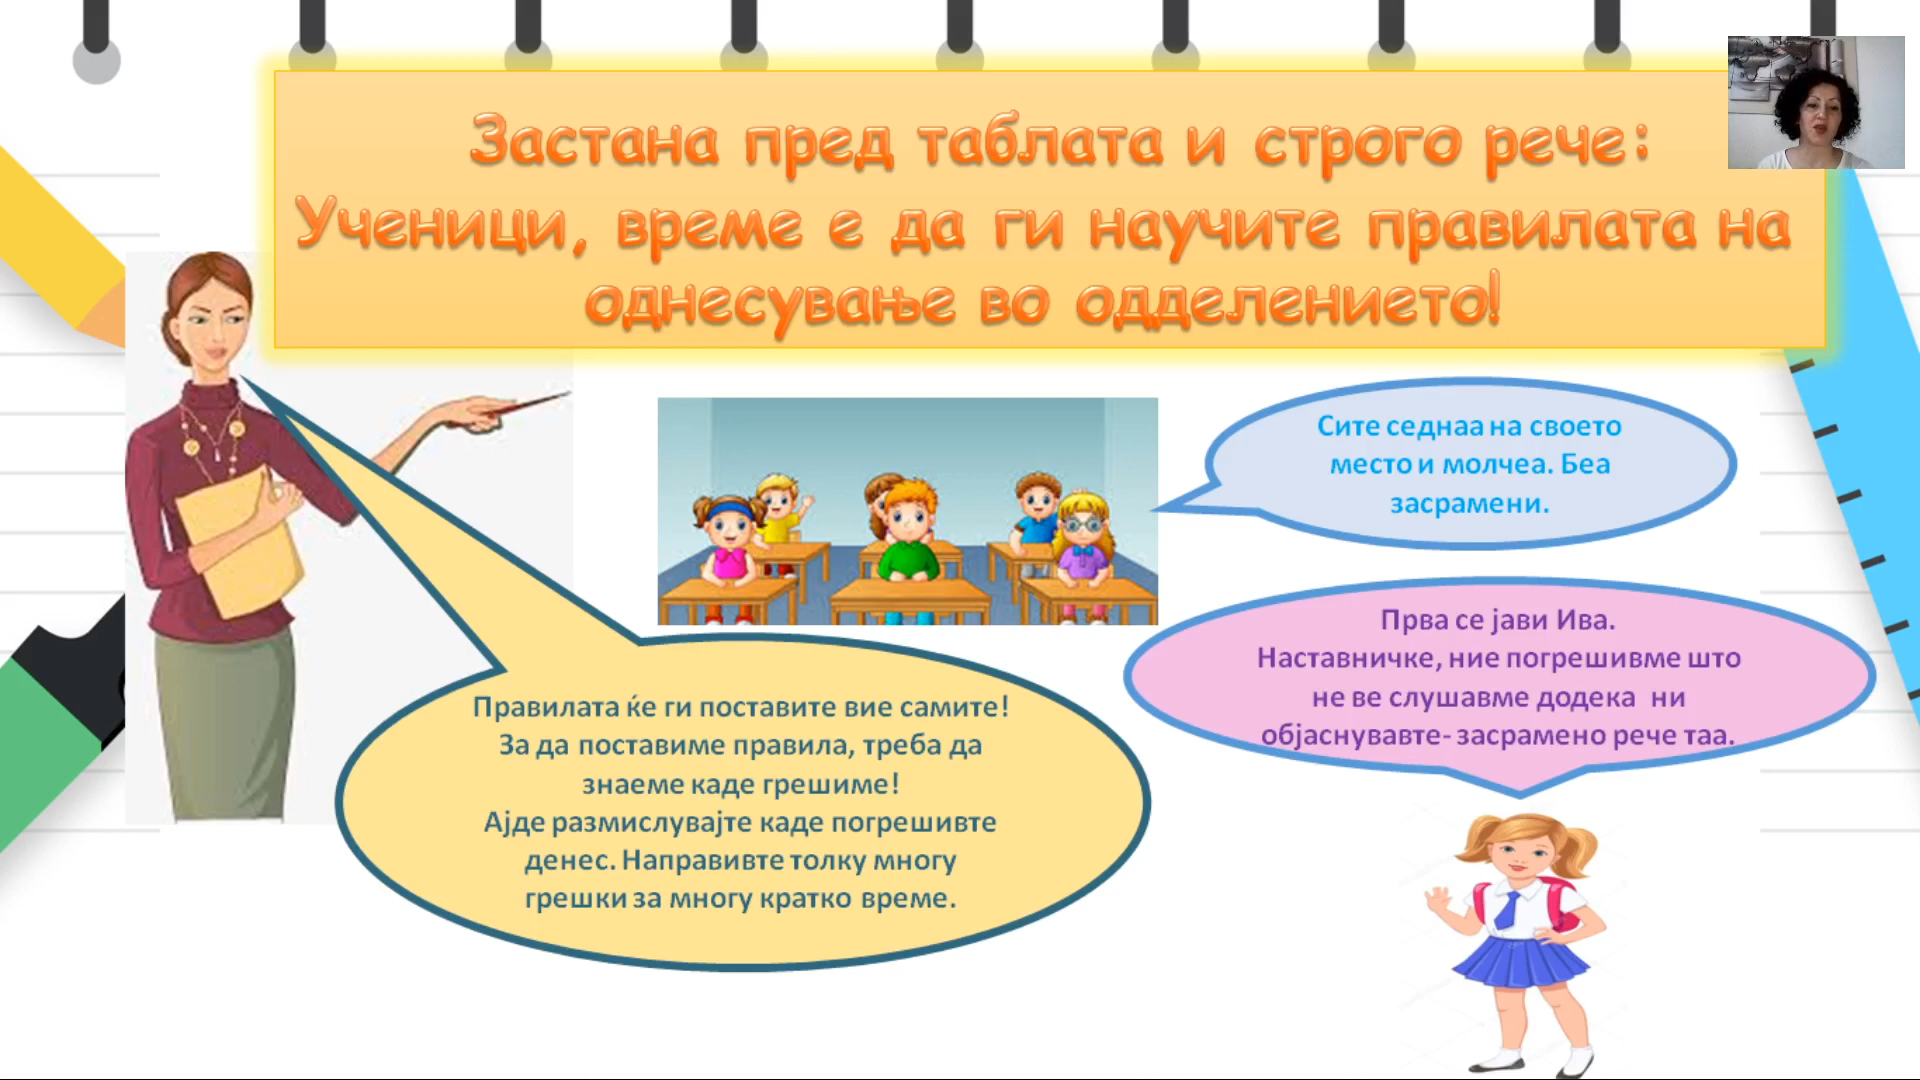 Застана пред таблата и строго рече:
Ученици, време е да ги научите правилата на
однесување во одделението!
Сите седнаа на своето
место и молчеа. Беа
засрамени.
Прва се јави Ива.
Наставничке, ние погрешивме што
не ве слушавме додека  ни
објаснувавте- засрамено рече таа.
Правилата ќе ги поставите вие самите!
За да поставиме правила, треба да
знаеме каде грешиме!
Ајде размислувајте каде погрешивте
денес. Направивте толку многу
грешки за многу кратко време.